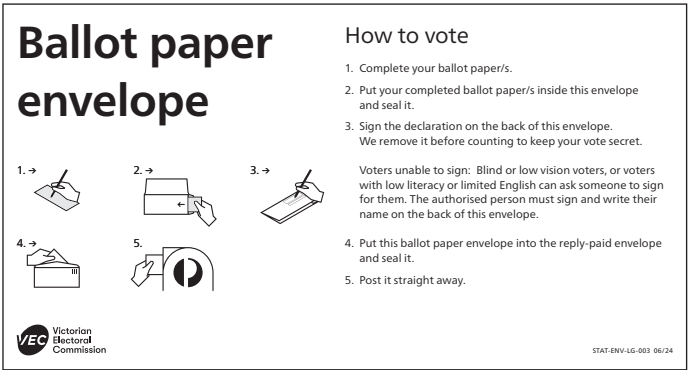 Ballot paper
envelope
How to vote
1. Complete your ballot paper/s.
2. Put your completed ballot paper/s inside this envelope
and seal it.
3. Sign the declaration on the back of this envelope.
We remove it before counting to keep your vote secret.
Voters unable to sign: Blind or low vision voters, or voters
with low literacy or limited English can ask someone to sign
for them. The authorised person must sign and write their
name on the back of this envelope.
4. Put this ballot paper envelope into the reply-paid envelope
and seal it.
5. Post it straight away.
1. →
2. →
3. →
4. →
5.
VEC
Victorian
Electoral
Commission
STAT-ENV-LG-003 06/24